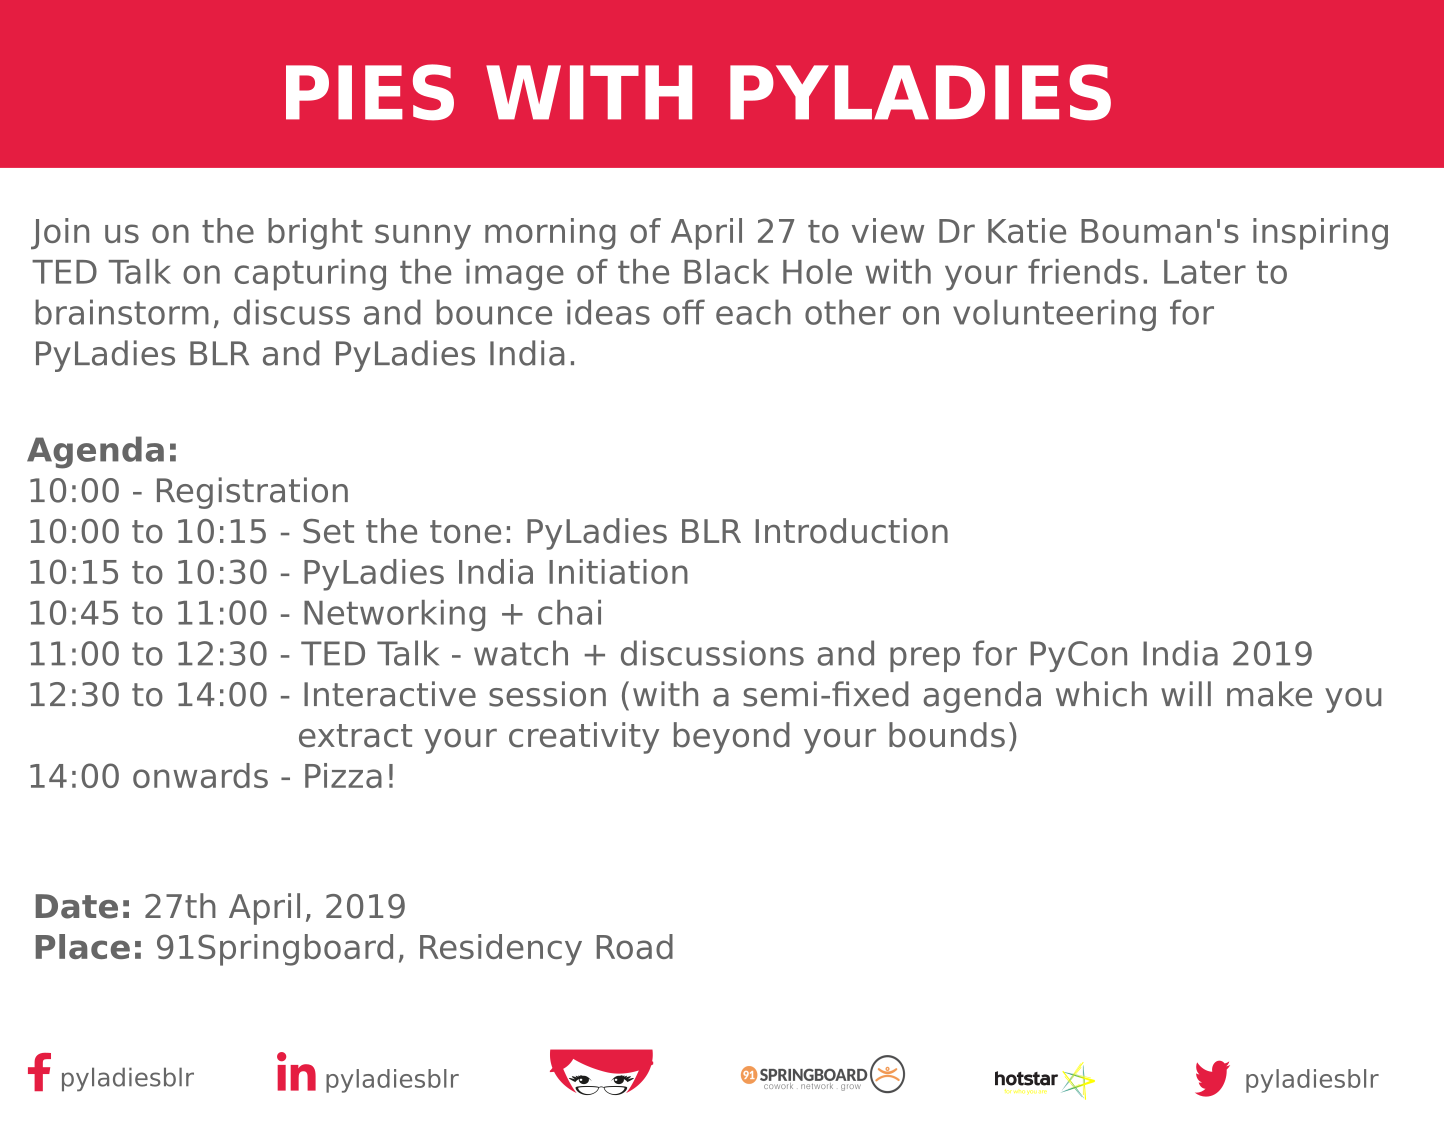 PIES WITH PYLADIES
Join us on the bright sunny morning of April 27 to view Dr Katie Bouman's inspiring
TED Talk on capturing the image of the Black Hole with your friends. Later to
brainstorm, discuss and bounce ideas off each other on volunteering for
PyLadies BLR and PyLadies India.
Agenda:
10:00 - Registration
10:00 to 10:15 - Set the tone: PyLadies BLR Introduction
10:15 to 10:30 - PyLadies India Initiation
10:45 to 11:00 - Networking + chai
11:00 to 12:30 - TED Talk - watch + discussions and prep for PyCon India 2019
12:30 to 14:00 - Interactive session (with a semi-fixed agenda which will make you
extract your creativity beyond your bounds)
14:00 onwards - Pizza!
Date: 27th April, 2019
Place: 91Springboard, Residency Road
f pyladiesblr
in pyladiesblr
91 SPRINGBOARD
cowork . network . grow
hotstar
pyladiesblr